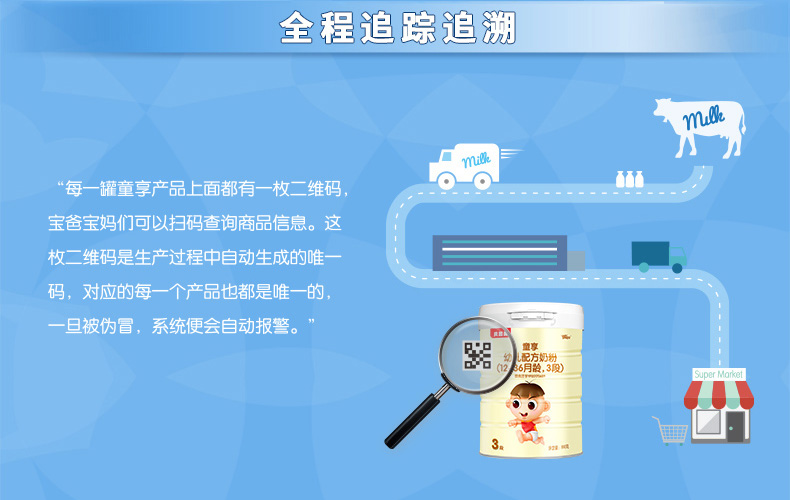 全程追踪追溯
Milk
Milk
“每一罐童享产品上面都有一枚二维码，
宝爸宝妈们可以扫码查询商品信息。这
枚二维码是生产过程中自动生成的唯一
码，对应的每一个产品也都是唯一的，
一旦被伪冒，系统便会自动报警。”
童享
幼儿配方奶粉
(12-36月龄，3段)
3段
Super Market